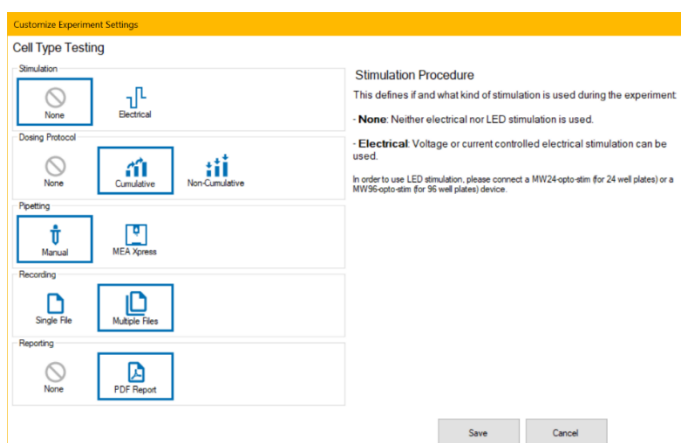 Customize Experiment Settings
Cell Type Testing
Stimulation
None
Electrical
Dosing Protocol
None
Cumulative
Non-Cumulative
Pipetting
Manual
MEA Xpress
Recording
Single File
Multiple Files
Reporting
None
PDF Report
Stimulation Procedure
This defines if and what kind of stimulation is used during the experiment:
- None: Neither electrical nor LED stimulation is used.
- Electrical: Voltage or current controlled electrical stimulation can be
used.
In order to use LED stimulation, please connect a MW24-opto-stim (for 24 well plates) or a
MW96-opto-stim (for 96 well plates) device.
Save
Cancel